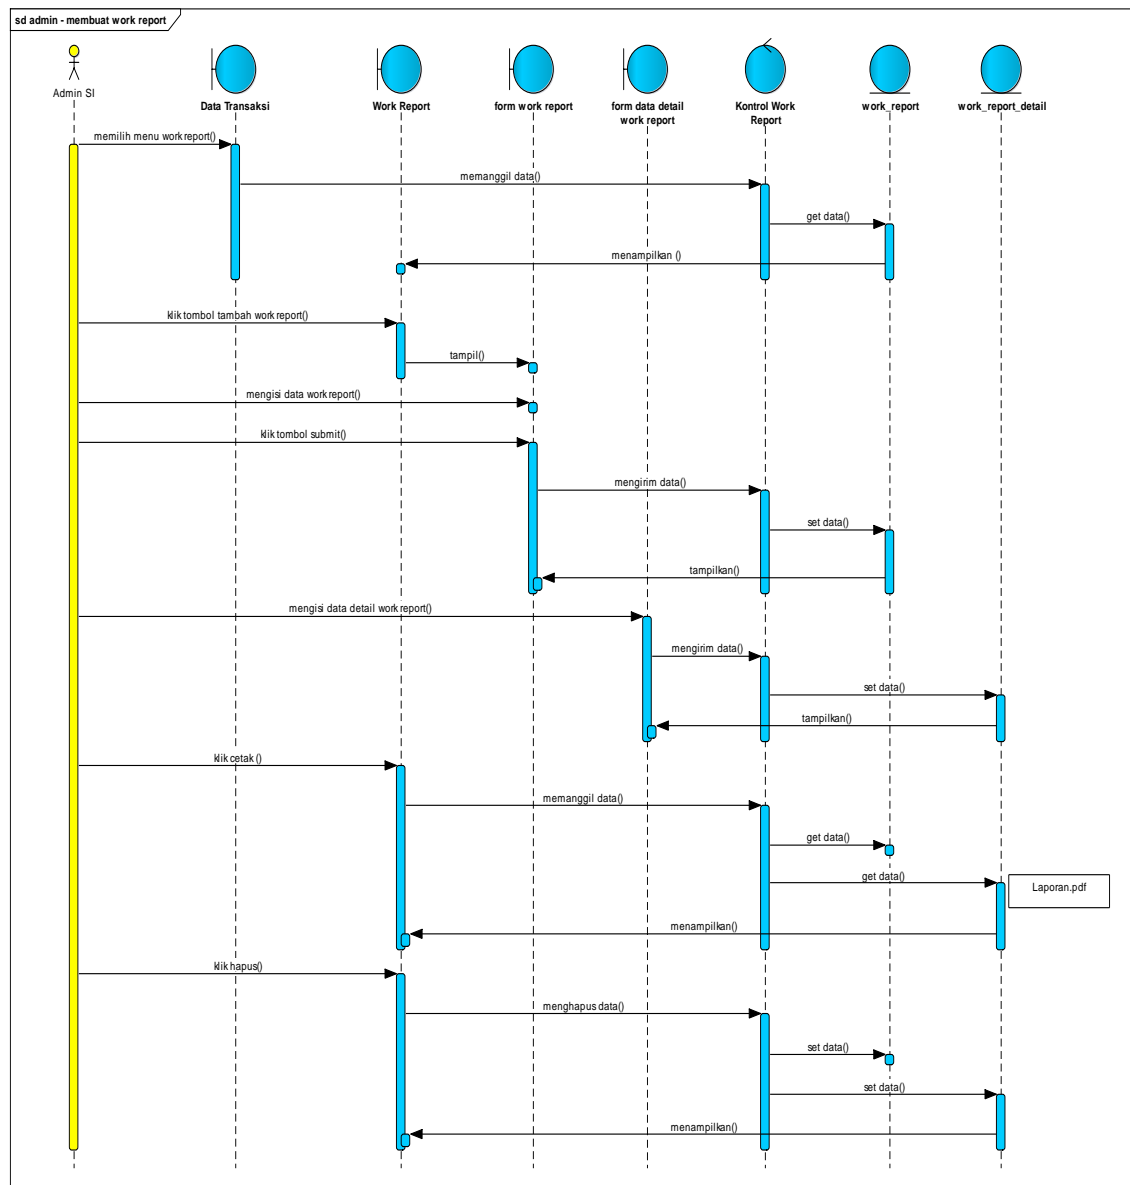 sd admin - membuat work report
Admin SI
Data Transaksi
Work Report
form work report
form data detail
work report
Kontrol Work
Report
work_report
work_report_detail
memilih menu work report()
memanggil data()
get data()
menampilkan ()
klik tombol tambah work report()
tampil()
mengisi data work report()
klik tombol submit()
mengirim data()
set data()
tampilkan()
mengisi data detail work report()
mengirim data()
set data()
tampilkan()
klik cetak ()
memanggil data()
get data()
get data()
Laporan.pdf
menampilkan()
klik hapus()
menghapus data()
set data()
set data()
menampilkan()